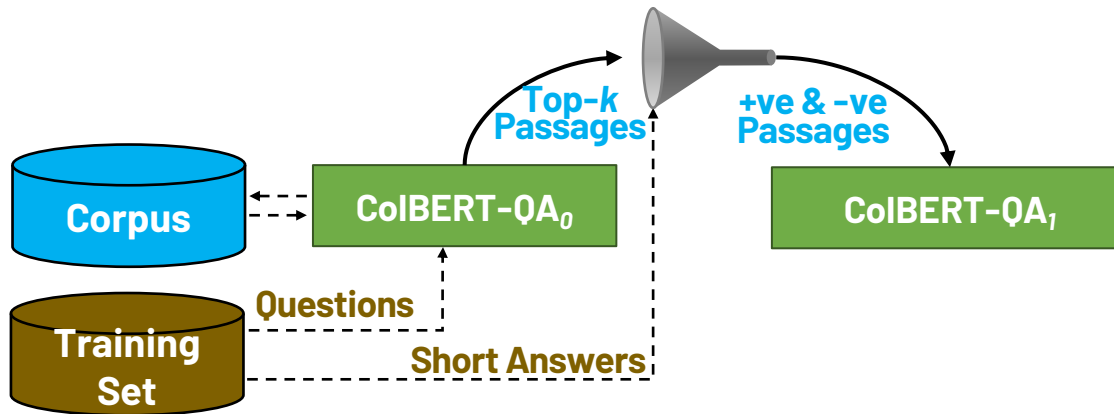 Top-k
Passages
+ve & -ve
Passages
Corpus
ColBERT-QA₀
ColBERT-QA₁
Questions
Training
Set
Short Answers